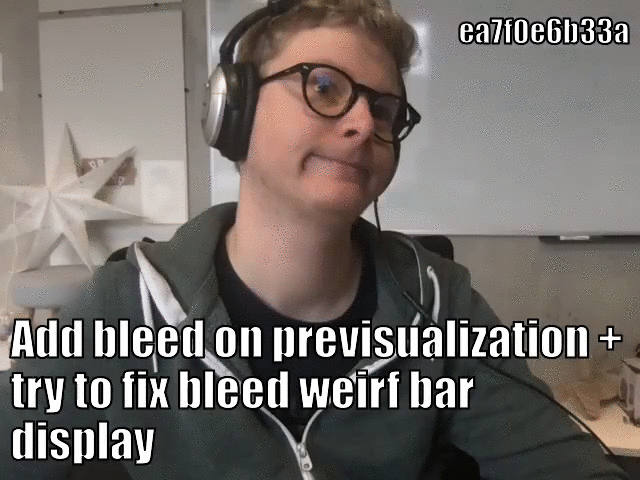 ea7f0e6b33a
Add bleed on previsualization +
try to fix bleed weirf bar
display